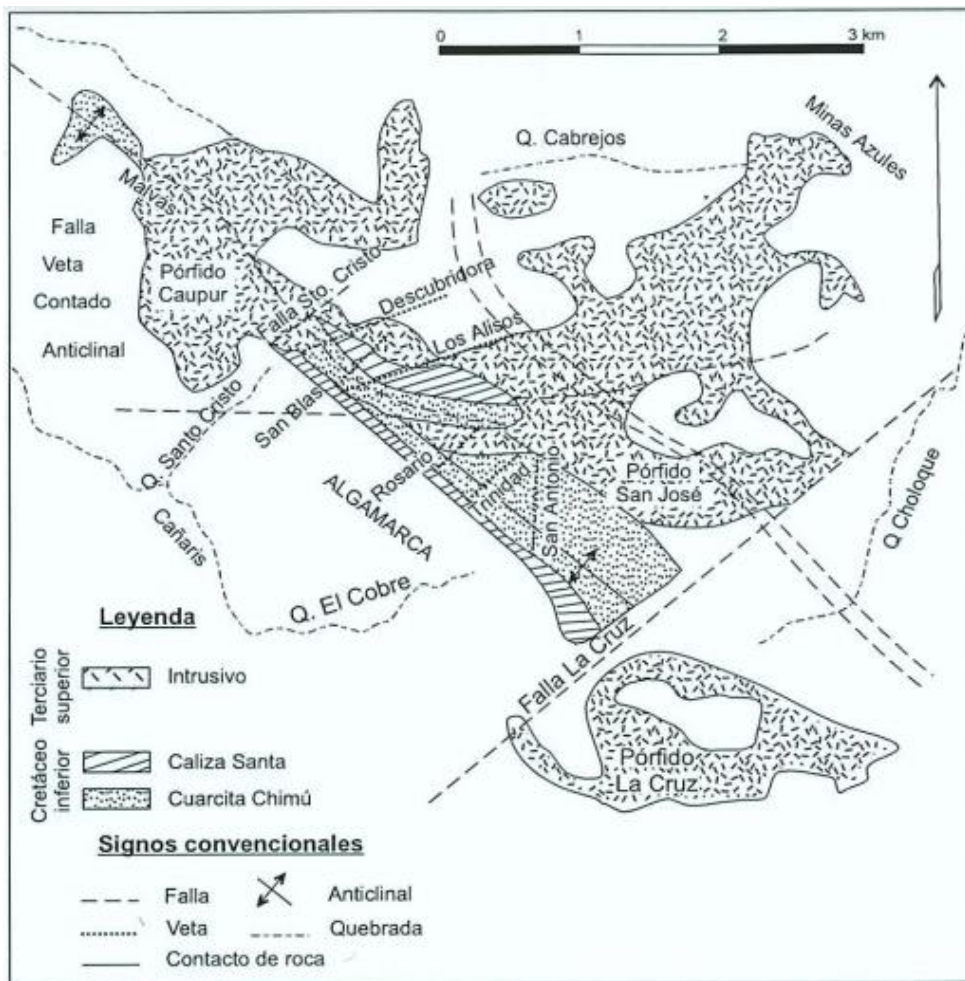 0 1 2 3 km
Minas Azules
Q. Cabrejos
Malvas
Falla
Veta
Contado
Anticlinal
Pórfido
Caupur
Falla Sto. Cristo
Descubridora
Los Alisos
San Blas
Q. Santo Cristo
Cañaris
Rosario
Trinidad
San Antonio
ALGAMARCA
Pórfido
San José
Q Choloque
Q. El Cobre
Falla La Cruz
Pórfido
La Cruz
Leyenda
Terciario
superior
Intrusivo
Cretáceo
inferior
Caliza Santa
Cuarcita Chimú
Signos convencionales
Falla
Anticlinal
Veta
Quebrada
Contacto de roca